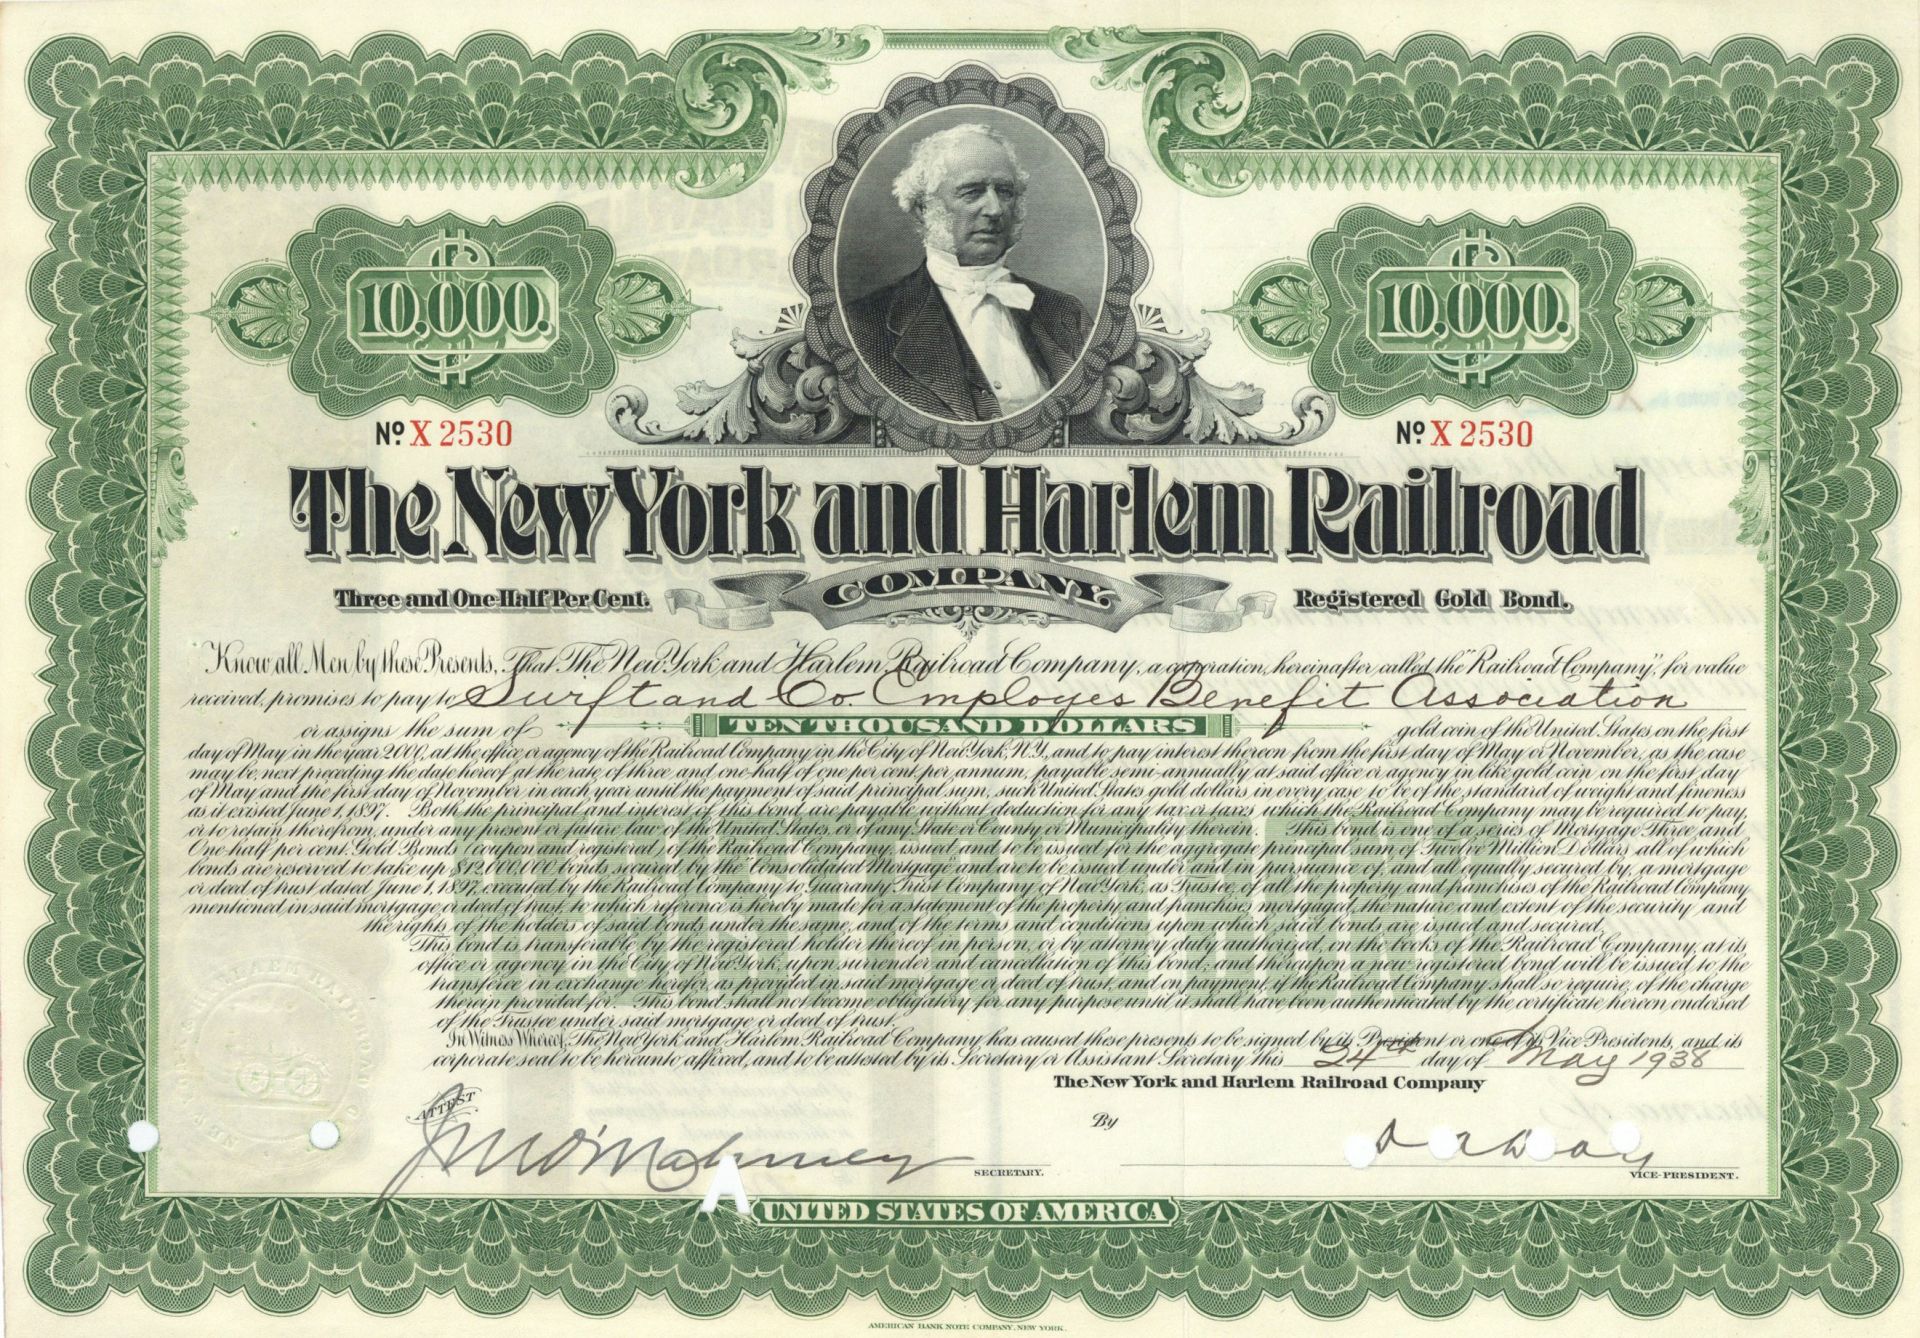 10,000.
10,000.
Nº X 2530
Nº X 2530
The New York and Harlem Railroad
COMPANY
Three and One-Half Per Cent.
Registered Gold Bond.
Know all Men by these Presents, That The New York and Harlem Railroad Company, a corporation, hereinafter called the "Railroad Company", for value
received, promises to pay to Swift and Co. Employes Benefit Association
or assigns the sum of TEN THOUSAND DOLLARS gold coin of the United States on the first
day of May in the year 2000, at the office or agency of the Railroad Company in the City of New York, N.Y., and to pay interest thereon from the first day of May or November, as the case
may be, next preceding the date hereof at the rate of three and one-half of one per cent. per annum, payable semi-annually at said office or agency in like gold coin on the first day
of May and the first day of November in each year until the payment of said principal sum, such United States gold dollars in every case to be of the standard of weight and fineness
as it existed June 1, 1897. Both the principal and interest of this bond are payable without deduction for any tax or taxes which the Railroad Company may be required to pay,
or to retain therefrom, under any present or future law of the United States, or of any State or County or Municipality therein. This bond is one of a series of Mortgage Three and
One-half per cent. Gold Bonds (coupon and registered) of the Railroad Company, issued and to be issued for the aggregate principal sum of Twelve Million Dollars, all of which
bonds are reserved to take up $12,000,000 bonds secured by the "Consolidated Mortgage" and are to be issued under and in pursuance of, and all equally secured by, a mortgage
or deed of trust dated June 1, 1897, executed by the Railroad Company to Guaranty Trust Company of New York, as Trustee, of all the property and franchises of the Railroad Company
mentioned in said mortgage or deed of trust, to which reference is hereby made for a statement of the property and franchises mortgaged, the nature and extent of the security and
the rights of the holders of said bonds under the same, and of the terms and conditions upon which said bonds are issued and secured.
This bond is transferable by the registered holder thereof in person, or by attorney duly authorized, on the books of the Railroad Company, at its
office or agency in the City of New York, upon surrender and cancellation of this bond; and thereupon a new registered bond will be issued to the
transferee in exchange herefor, as provided in said mortgage or deed of trust, and on payment, if the Railroad Company shall so require, of the charge
therein provided for. This bond shall not become obligatory for any purpose until it shall have been authenticated by the certificate hereon endorsed
of the Trustee under said mortgage or deed of trust.
In Witness Whereof, The New York and Harlem Railroad Company has caused these presents to be signed by its President or one of its Vice Presidents, and its
corporate seal to be hereunto affixed, and to be attested by its Secretary or Assistant Secretary this 24th day of May 1938
The New York and Harlem Railroad Company
ATTEST
By
SECRETARY.
VICE-PRESIDENT.
UNITED STATES OF AMERICA
AMERICAN BANK NOTE COMPANY, NEW YORK.